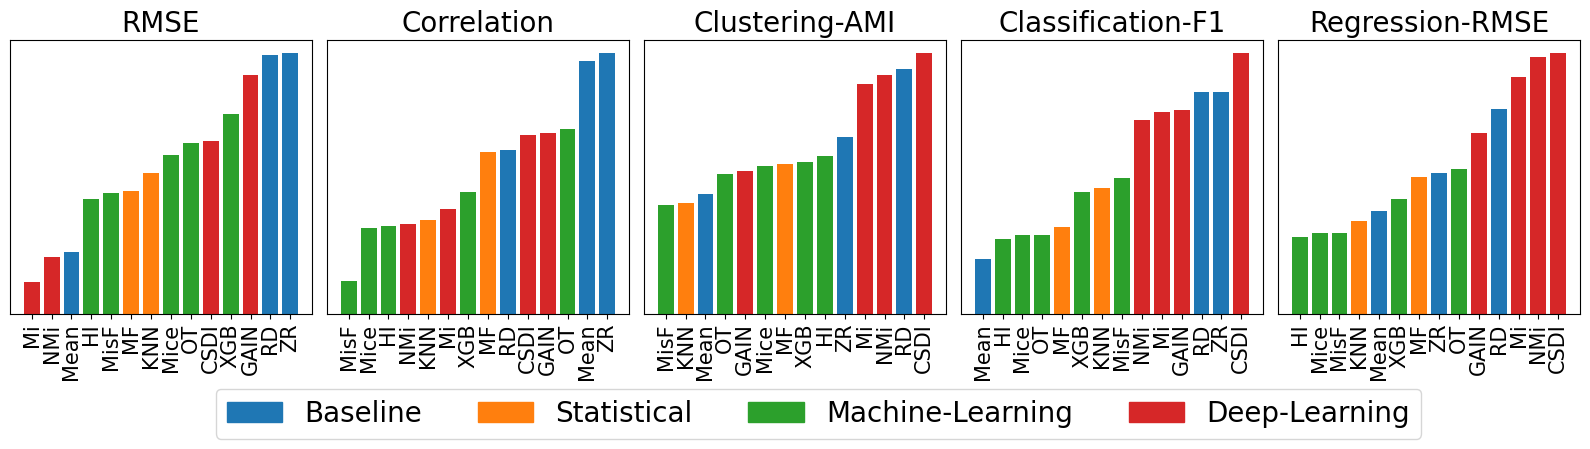 RMSE
Mi NMi Mean HI MisF MF KNN Mice OT CSDI XGB GAIN RD ZR
Correlation
MisF Mice HI NMi KNN Mi XGB MF RD CSDI GAIN OT Mean ZR
Clustering-AMI
MisF KNN Mean OT GAIN Mice MF XGB HI ZR Mi NMi RD CSDI
Classification-F1
Mean HI Mice OT MF XGB KNN MisF NMi Mi GAIN RD ZR CSDI
Regression-RMSE
HI Mice MisF KNN Mean XGB MF ZR OT GAIN RD Mi NMi CSDI
Baseline Statistical Machine-Learning Deep-Learning